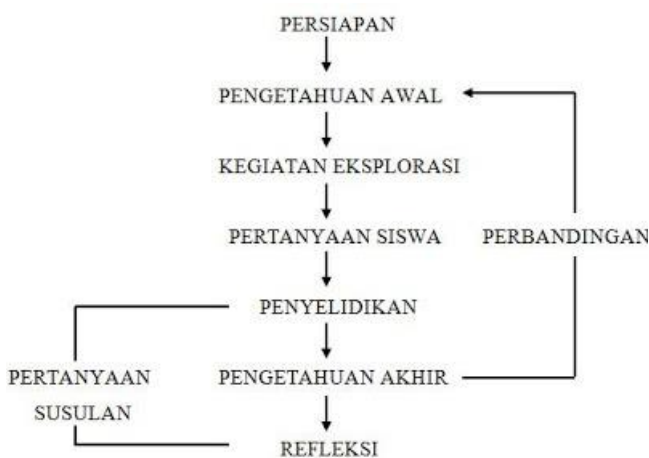 PERSIAPAN
PENGETAHUAN AWAL
KEGIATAN EKSPLORASI
PERTANYAAN SISWA
PERBANDINGAN
PENYELIDIKAN
PERTANYAAN
SUSULAN
PENGETAHUAN AKHIR
REFLEKSI